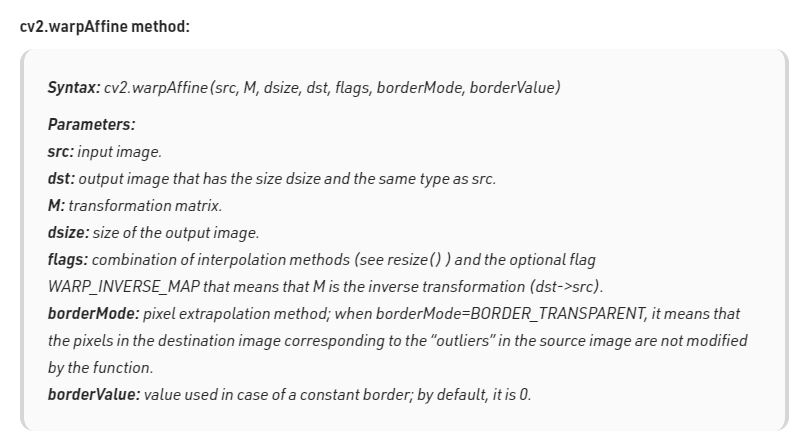 cv2.warpAffine method:
Syntax: cv2.warpAffine(src, M, dsize, dst, flags, borderMode, borderValue)
Parameters:
src: input image.
dst: output image that has the size dsize and the same type as src.
M: transformation matrix.
dsize: size of the output image.
flags: combination of interpolation methods (see resize() ) and the optional flag
WARP_INVERSE_MAP that means that M is the inverse transformation (dst->src).
borderMode: pixel extrapolation method; when borderMode=BORDER_TRANSPARENT, it means that
the pixels in the destination image corresponding to the “outliers” in the source image are not modified
by the function.
borderValue: value used in case of a constant border; by default, it is 0.